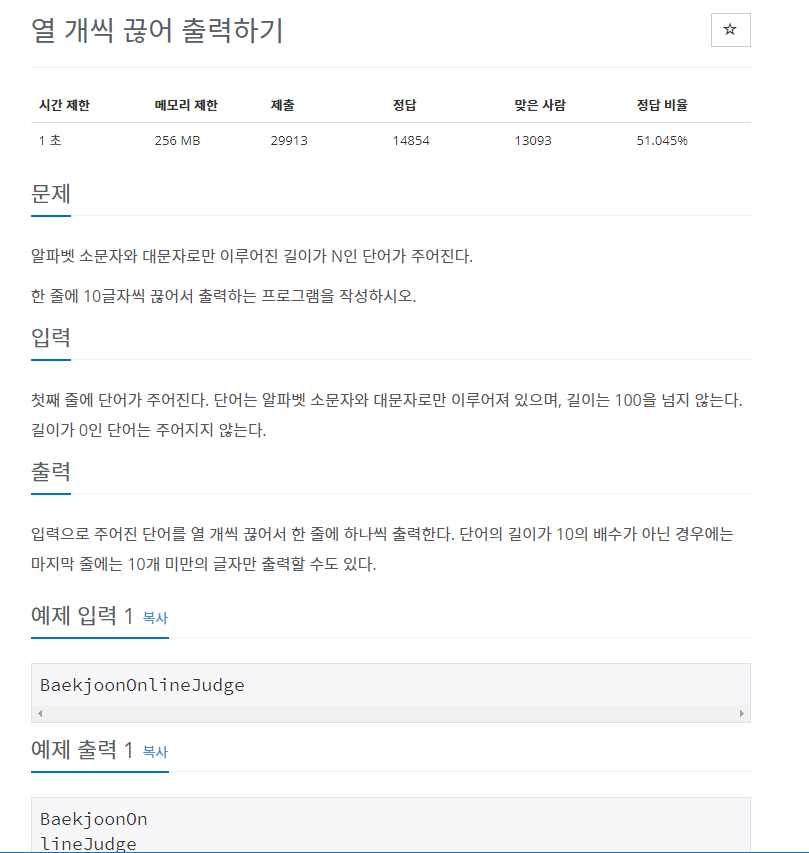 열 개씩 끊어 출력하기
☆
시간 제한 메모리 제한 제출 정답 맞은 사람 정답 비율
1 초 256 MB 29913 14854 13093 51.045%
문제
알파벳 소문자와 대문자로만 이루어진 길이가 N인 단어가 주어진다.
한 줄에 10글자씩 끊어서 출력하는 프로그램을 작성하시오.
입력
첫째 줄에 단어가 주어진다. 단어는 알파벳 소문자와 대문자로만 이루어져 있으며, 길이는 100을 넘지 않는다.
길이가 0인 단어는 주어지지 않는다.
출력
입력으로 주어진 단어를 열 개씩 끊어서 한 줄에 하나씩 출력한다. 단어의 길이가 10의 배수가 아닌 경우에는
마지막 줄에는 10개 미만의 글자만 출력할 수도 있다.
예제 입력 1 복사
BaekjoonOnlineJudge
예제 출력 1 복사
BaekjoonOn
lineJudge